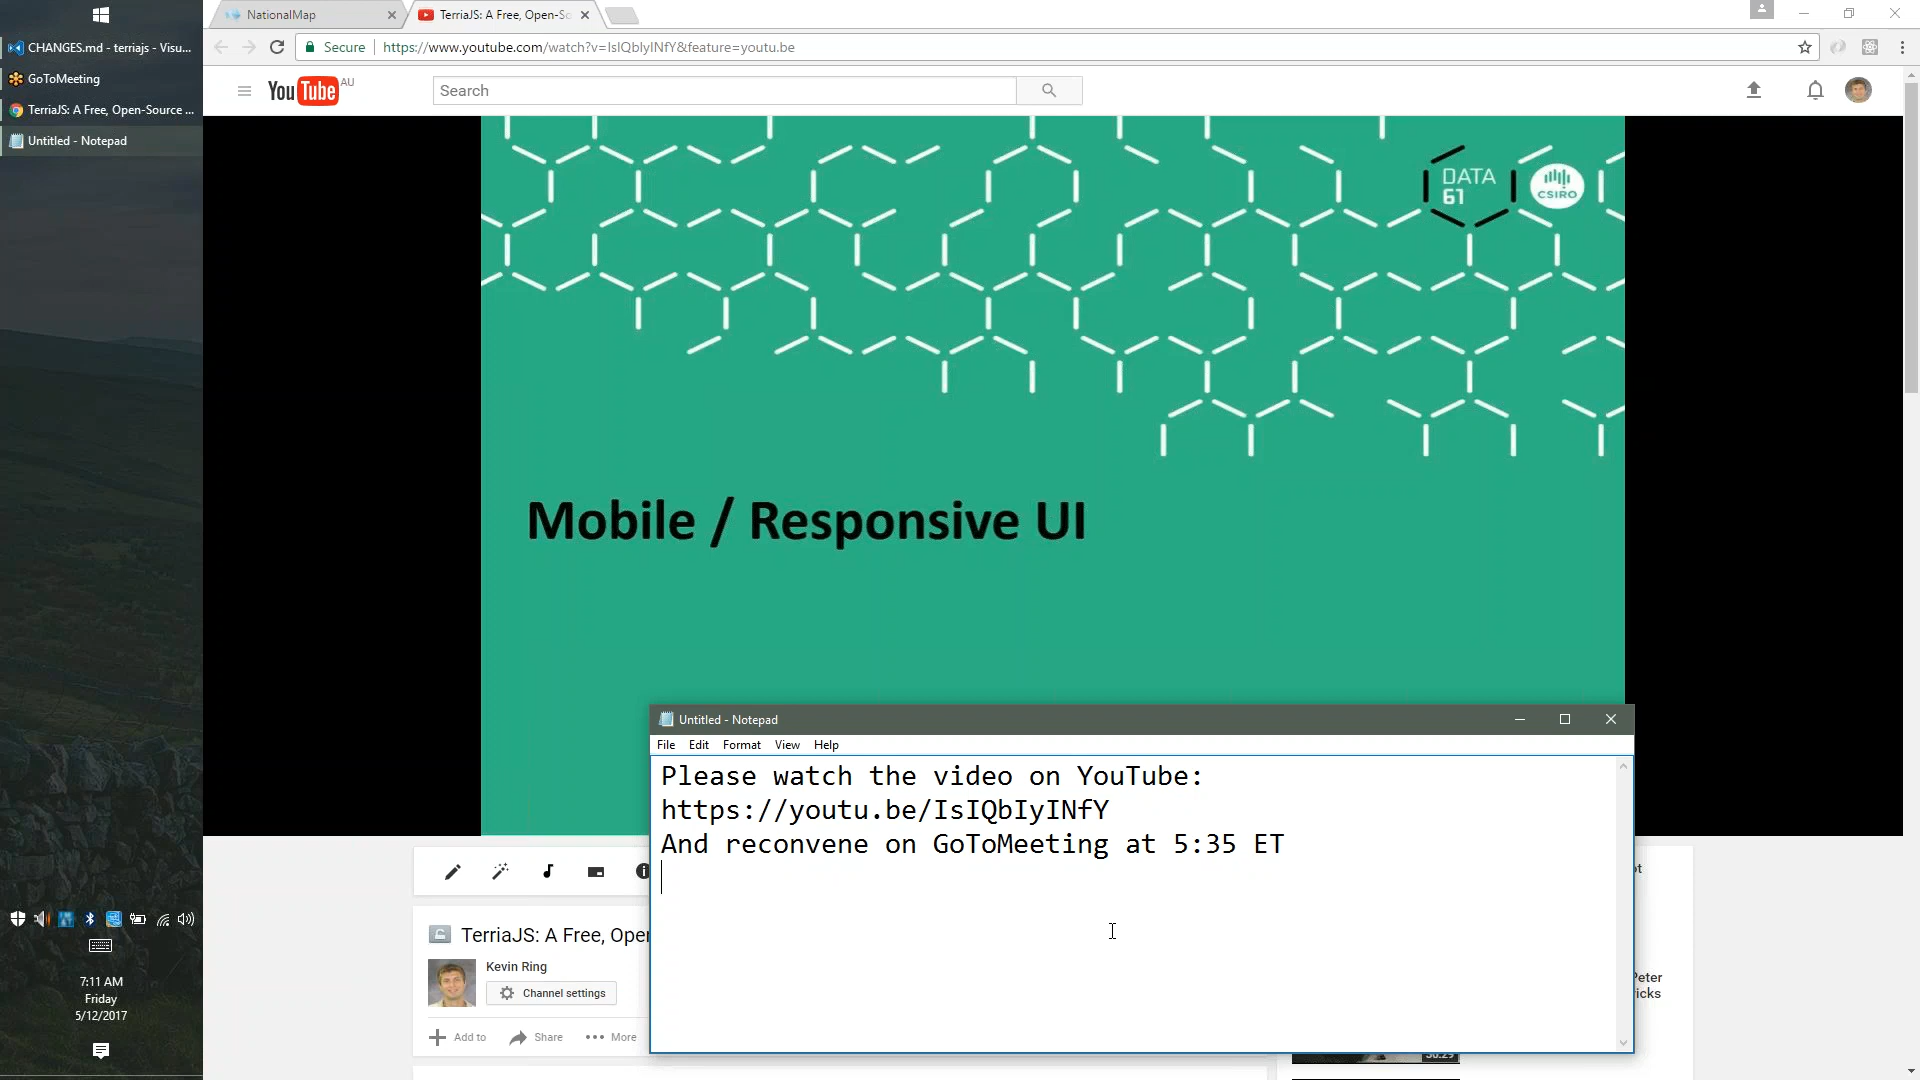 NationalMap
TerriaJS: A Free, Open-So
CHANGES.md - terriajs - Visu...
GoToMeeting
TerriaJS: A Free, Open-Source ...
Untitled - Notepad
Secure
https://www.youtube.com/watch?v=IsIQbIyINfY&feature=youtu.be
YouTube AU
Search
DATA
61
CSIRO
Mobile / Responsive UI
Untitled - Notepad
File Edit Format View Help
Please watch the video on YouTube:
https://youtu.be/IsIQbIyINfY
And reconvene on GoToMeeting at 5:35 ET
TerriaJS: A Free, Oper
Kevin Ring
Channel settings
Add to Share More
7:11 AM
Friday
5/12/2017